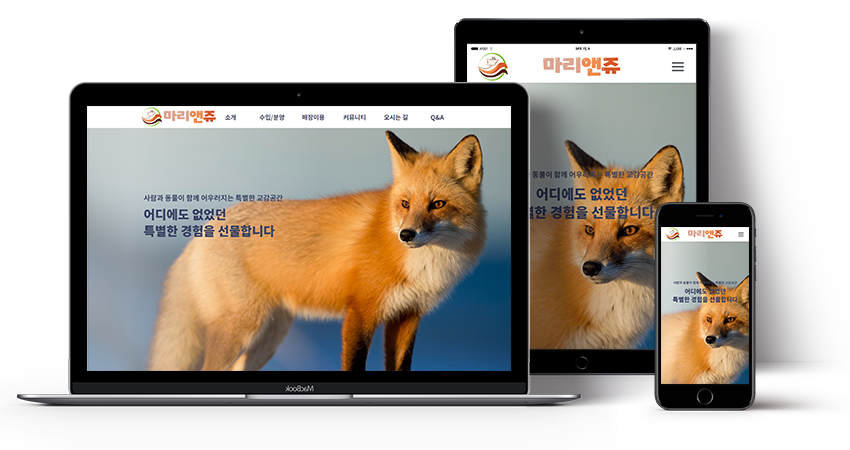 마리앤쥬 소개 수입/분양 매장이용 커뮤니티 오시는 길 Q&A
사람과 동물이 함께 어우러지는 특별한 교감공간
어디에도 없었던
특별한 경험을 선물합니다
MacBook
마리앤쥬
동물이 함께 어우러지는 특별한 교감공간
어디에도 없었던
특별한 경험을 선물합니다
마리앤쥬
사람과 동물이 함께 어우러지는 특별한 교감공간
어디에도 없었던
특별한 경험을 선물합니다